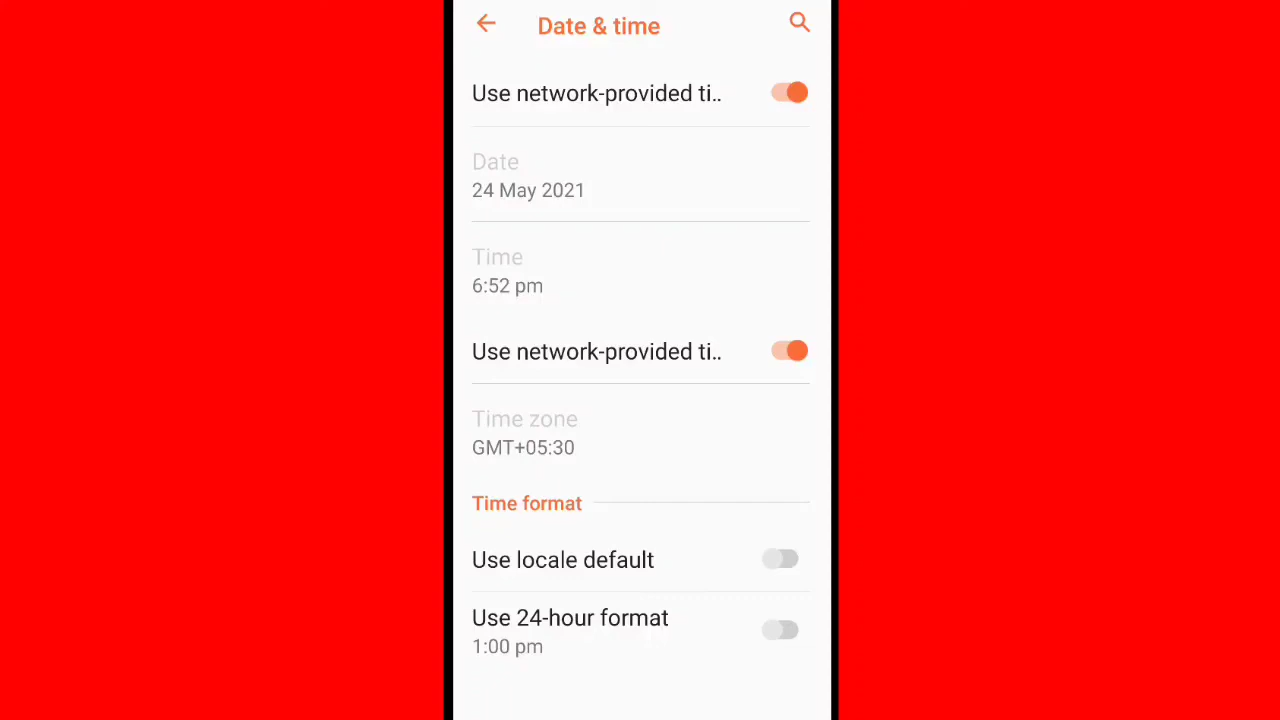 Date & time
Use network-provided ti..
Date
24 May 2021
Time
6:52 pm
Use network-provided ti..
Time zone
GMT+05:30
Time format
Use locale default
Use 24-hour format
1:00 pm